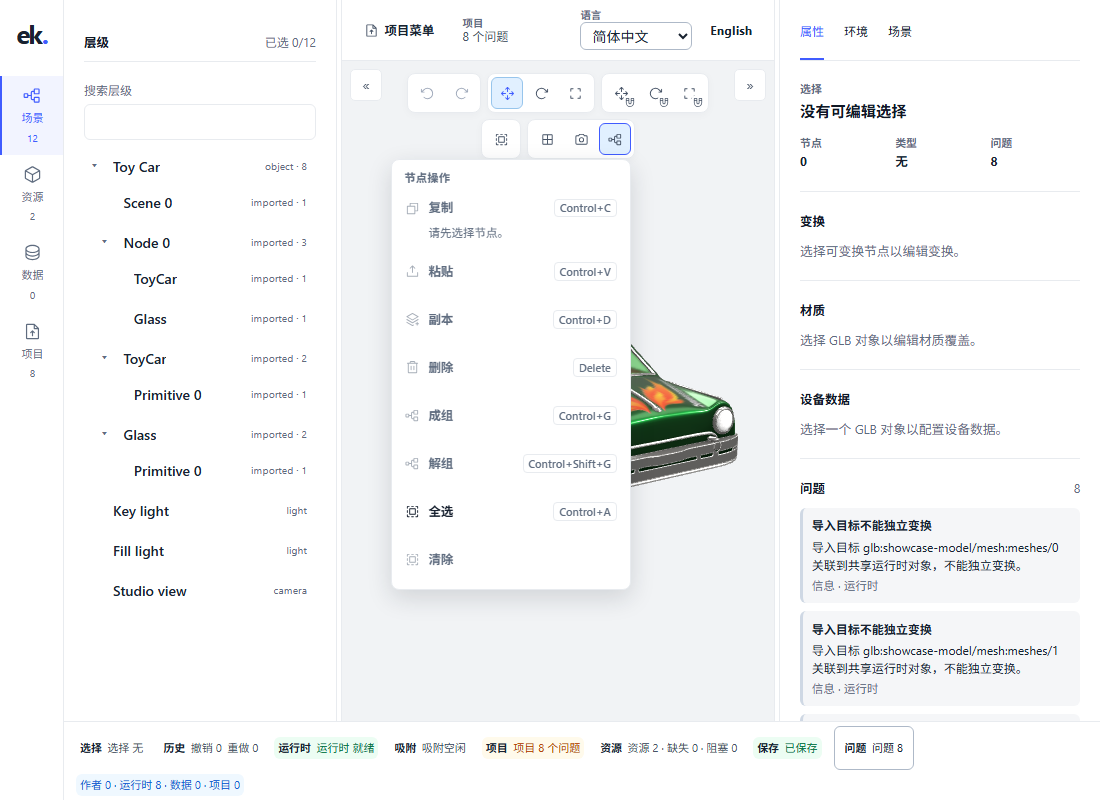 ek.
场景
12
资源
2
数据
0
项目
8
层级
已选 0/12
搜索层级
Toy Car
object · 8
Scene 0
imported · 1
Node 0
imported · 3
ToyCar
imported · 1
Glass
imported · 1
ToyCar
imported · 2
Primitive 0
imported · 1
Glass
imported · 2
Primitive 0
imported · 1
Key light
light
Fill light
light
Studio view
camera
项目菜单
项目
8 个问题
语言
简体中文
English
«
»
节点操作
复制
Control+C
请先选择节点。
粘贴
Control+V
副本
Control+D
删除
Delete
成组
Control+G
解组
Control+Shift+G
全选
Control+A
清除
属性
环境
场景
选择
没有可编辑选择
节点
类型
问题
0
无
8
变换
选择可变换节点以编辑变换。
材质
选择 GLB 对象以编辑材质覆盖。
设备数据
选择一个 GLB 对象以配置设备数据。
问题
8
导入目标不能独立变换
导入目标 glb:showcase-model/mesh:meshes/0
关联到共享运行时对象，不能独立变换。
信息 · 运行时
导入目标不能独立变换
导入目标 glb:showcase-model/mesh:meshes/1
关联到共享运行时对象，不能独立变换。
信息 · 运行时
选择 选择 无
历史 撤销 0 重做 0
运行时 运行时 就绪
吸附 吸附空闲
项目 项目 8 个问题
资源 资源 2 · 缺失 0 · 阻塞 0
保存 已保存
问题 问题 8
作者 0 · 运行时 8 · 数据 0 · 项目 0